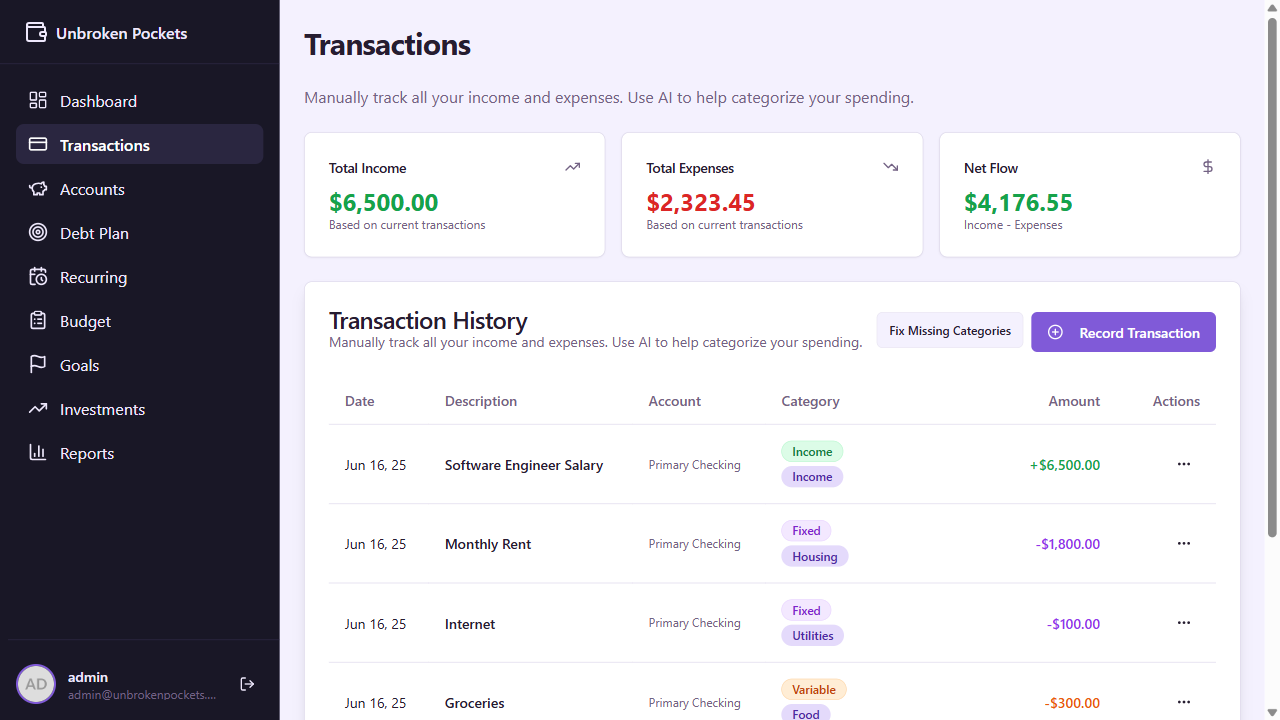 Unbroken Pockets
Dashboard
Transactions
Accounts
Debt Plan
Recurring
Budget
Goals
Investments
Reports
AD
admin
admin@unbrokenpockets....
Transactions
Manually track all your income and expenses. Use AI to help categorize your spending.
Total Income
$6,500.00
Based on current transactions
Total Expenses
$2,323.45
Based on current transactions
Net Flow
$
$4,176.55
Income - Expenses
Transaction History
Manually track all your income and expenses. Use AI to help categorize your spending.
Fix Missing Categories
Record Transaction
Date Description Account Category Amount Actions
Jun 16, 25 Software Engineer Salary Primary Checking Income +$6,500.00 ...
Income
Jun 16, 25 Monthly Rent Primary Checking Fixed -$1,800.00 ...
Housing
Jun 16, 25 Internet Primary Checking Fixed -$100.00 ...
Utilities
Jun 16, 25 Groceries Primary Checking Variable -$300.00 ...
Food